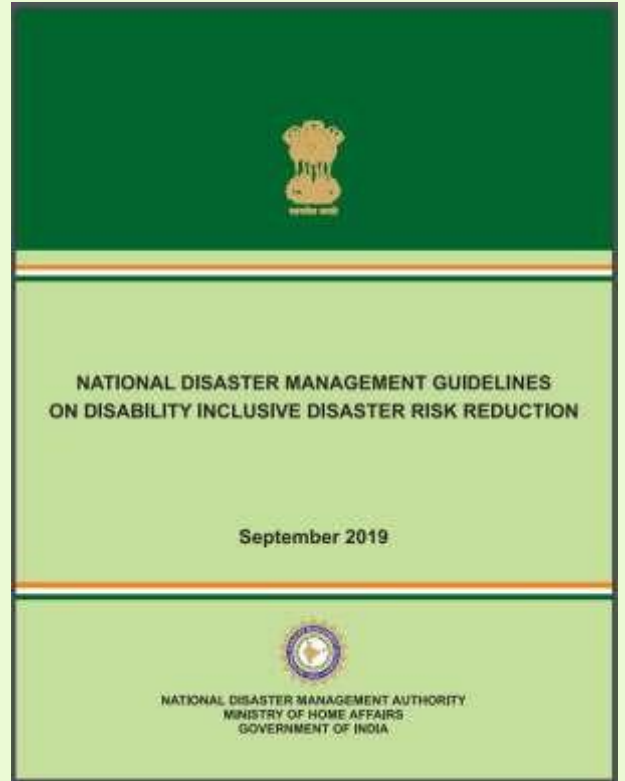 NATIONAL DISASTER MANAGEMENT GUIDELINES
ON DISABILITY INCLUSIVE DISASTER RISK REDUCTION
September 2019
NATIONAL DISASTER MANAGEMENT AUTHORITY
MINISTRY OF HOME AFFAIRS
GOVERNMENT OF INDIA